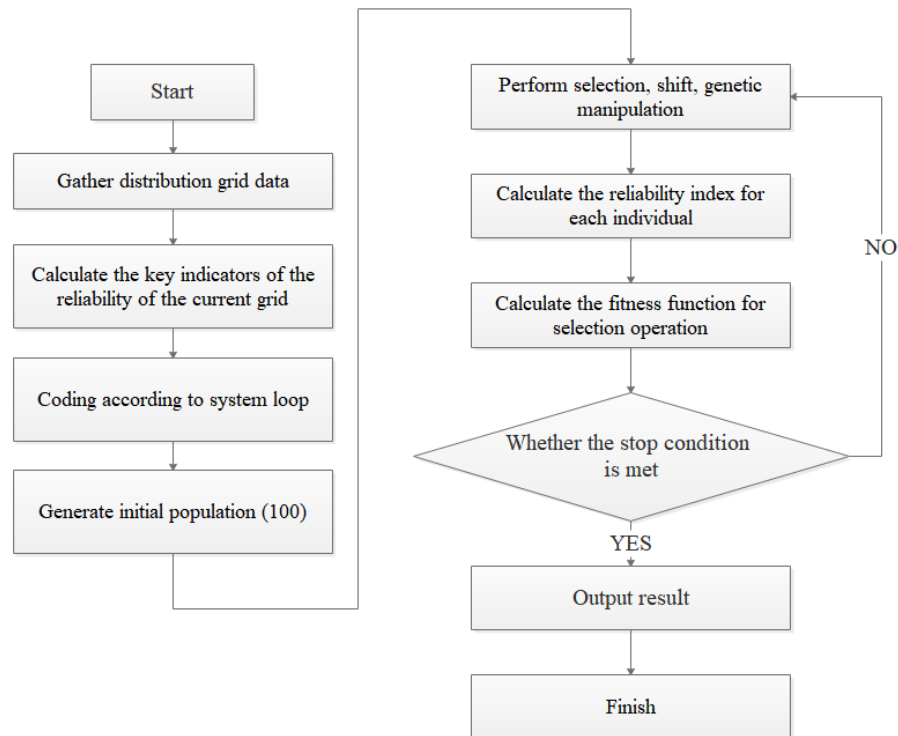 Start
Gather distribution grid data
Calculate the key indicators of the
reliability of the current grid
Coding according to system loop
Generate initial population (100)
Perform selection, shift, genetic
manipulation
Calculate the reliability index for
each individual
Calculate the fitness function for
selection operation
Whether the stop condition
is met
NO
YES
Output result
Finish